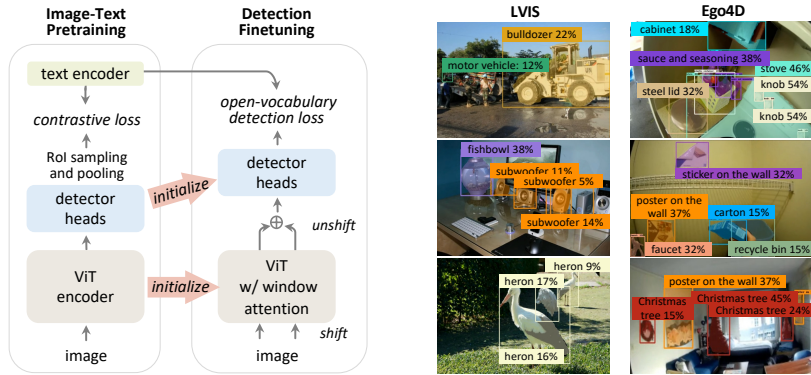 Image-Text
Pretraining
text encoder
contrastive loss
RoI sampling
and pooling
detector
heads
ViT
encoder
image
initialize
initialize
Detection
Finetuning
open-vocabulary
detection loss
detector
heads
unshift
ViT
w/ window
attention
shift
image
LVIS
bulldozer 22%
motor vehicle: 12%
fishbowl 38%
subwoofer 11%
subwoofer 5%
subwoofer 14%
heron 9%
heron 17%
heron 16%
Ego4D
cabinet 18%
sauce and seasoning 38%
stove 46%
steel lid 32%
knob 54%
knob 54%
sticker on the wall 32%
poster on the
wall 37%
carton 15%
faucet 32%
recycle bin 15%
poster on the wall 37%
Christmas
tree 15%
Christmas tree 45%
Christmas tree 24%